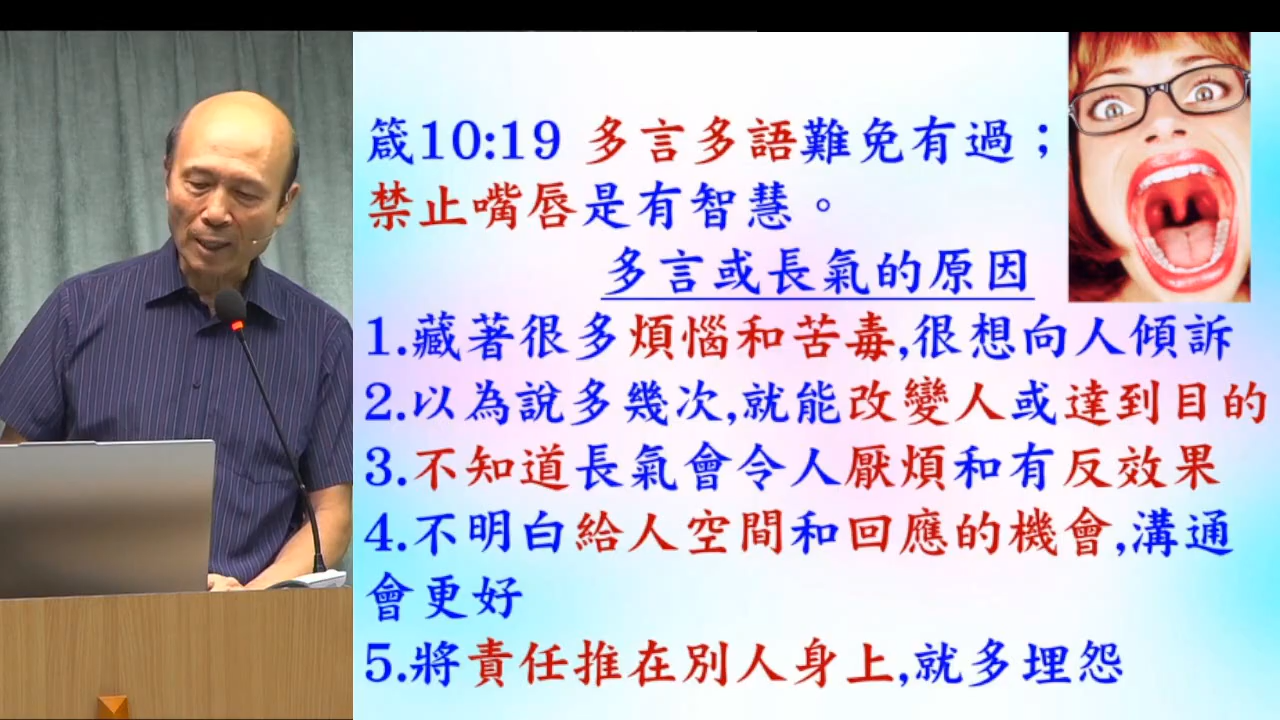 箴10:19 多言多語難免有過；
禁止嘴唇是有智慧。
多言或長氣的原因
1.藏著很多煩惱和苦毒,很想向人傾訴
2.以為說多幾次,就能改變人或達到目的
3.不知道長氣會令人厭煩和有反效果
4.不明白給人空間和回應的機會,溝通
會更好
5.將責任推在別人身上,就多埋怨